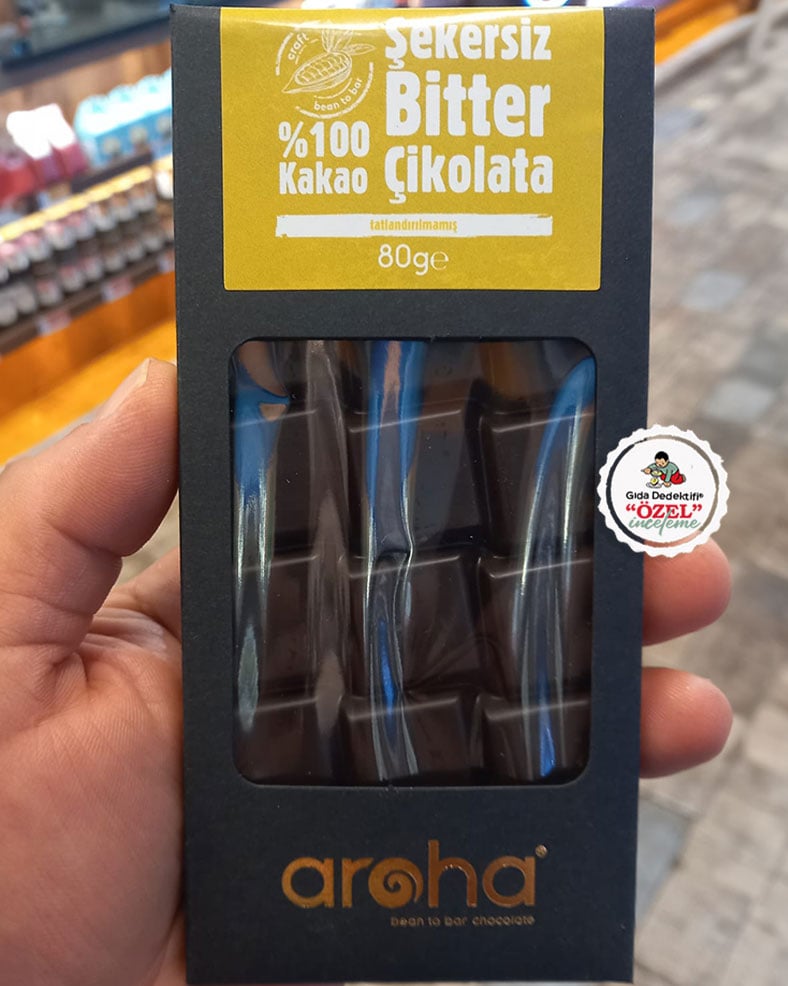 Şekersiz
Bitter
Çikolata
craft
bean to bar
%100
Kakao
tatlandırılmamış
80g℮
Gıda Dedektifi®
"ÖZEL"
inceleme
aroha®
bean to bar chocolate